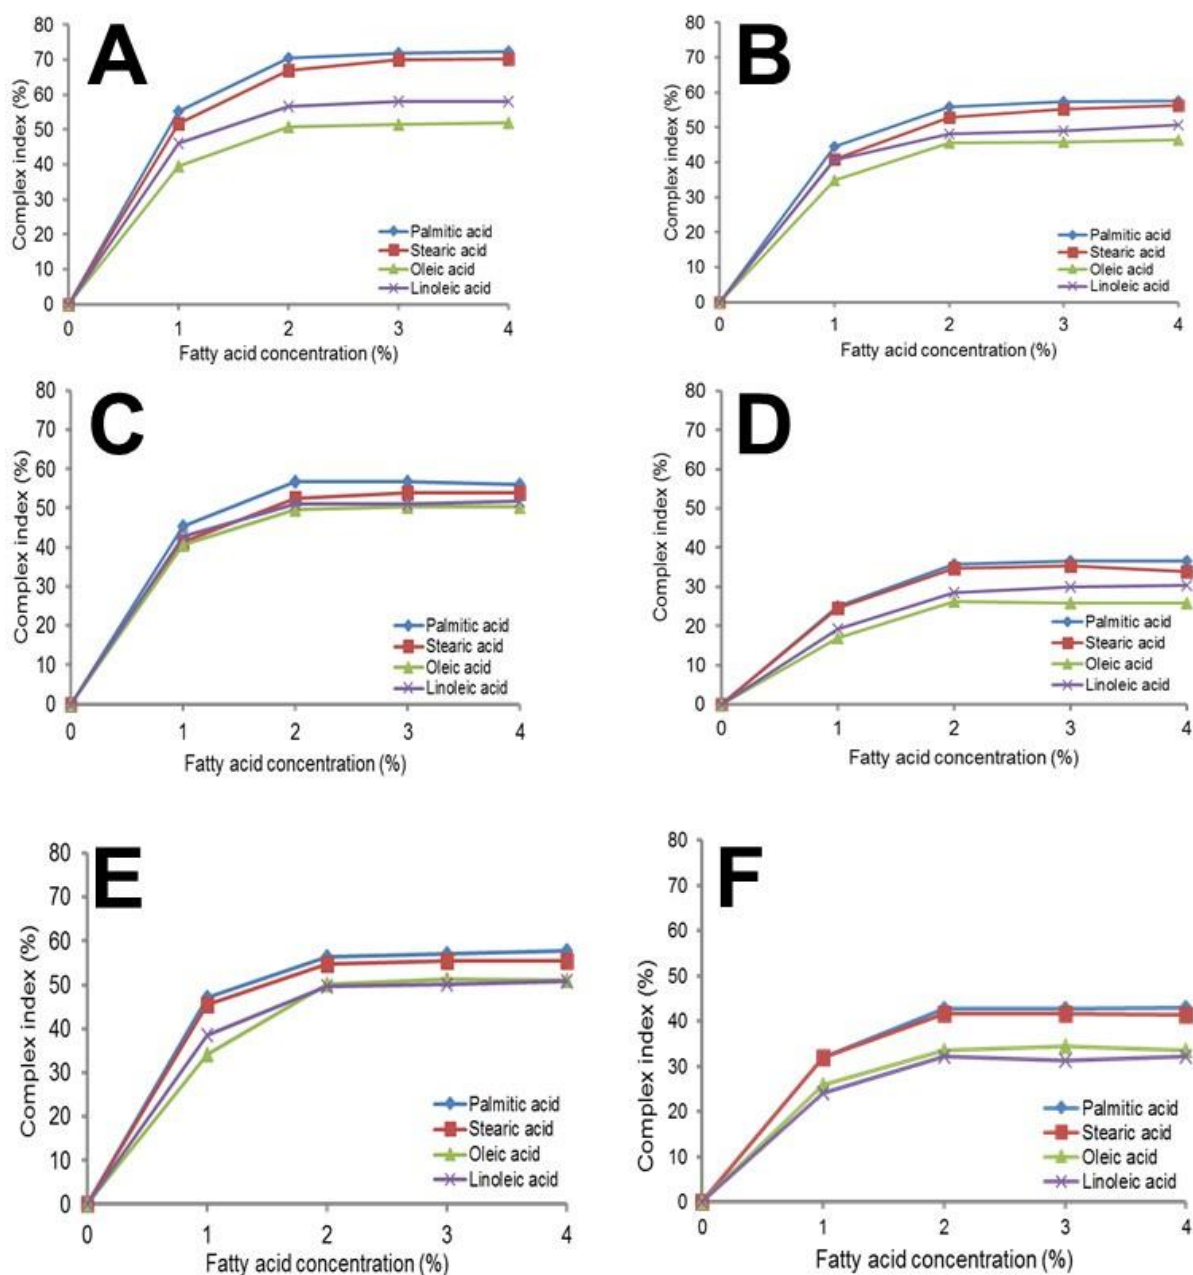 A
Complex index (%)
80
70
60
50
40
30
20
10
0
0 1 2 3 4
Fatty acid concentration (%)
Palmitic acid
Stearic acid
Oleic acid
Linoleic acid
B
Complex index (%)
80
70
60
50
40
30
20
10
0
0 1 2 3 4
Fatty acid concentration (%)
Palmitic acid
Stearic acid
Oleic acid
Linoleic acid
C
Complex index (%)
80
70
60
50
40
30
20
10
0
0 1 2 3 4
Fatty acid concentration (%)
Palmitic acid
Stearic acid
Oleic acid
Linoleic acid
D
Complex index (%)
80
70
60
50
40
30
20
10
0
0 1 2 3 4
Fatty acid concentration (%)
Palmitic acid
Stearic acid
Oleic acid
Linoleic acid
E
Complex index (%)
80
70
60
50
40
30
20
10
0
0 1 2 3 4
Fatty acid concentration (%)
Palmitic acid
Stearic acid
Oleic acid
Linoleic acid
F
Complex index (%)
80
70
60
50
40
30
20
10
0
0 1 2 3 4
Fatty acid concentration (%)
Palmitic acid
Stearic acid
Oleic acid
Linoleic acid